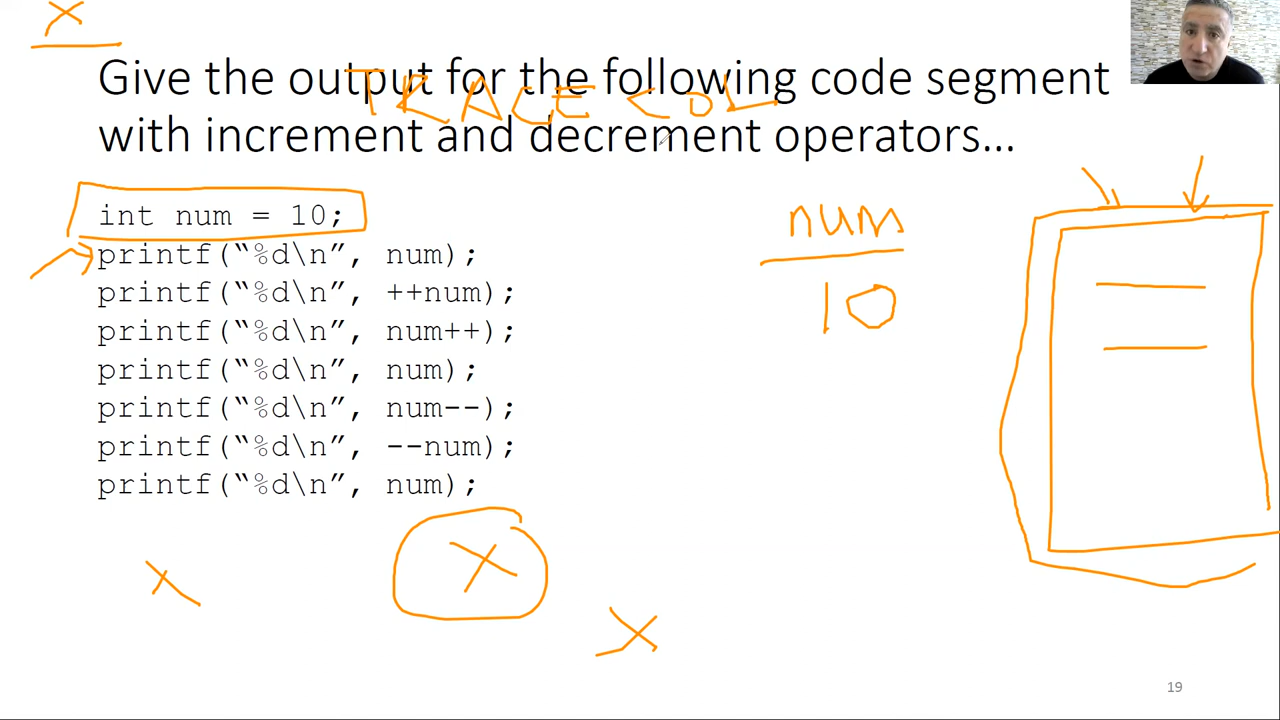 X
Give the output for the following code segment
TRACE COL
with increment and decrement operators…
int num = 10;
printf(“%d\n”, num);
printf(“%d\n”, ++num);
printf(“%d\n”, num++);
printf(“%d\n”, num);
printf(“%d\n”, num--);
printf(“%d\n”, --num);
printf(“%d\n”, num);
num
10
X
X
X
19